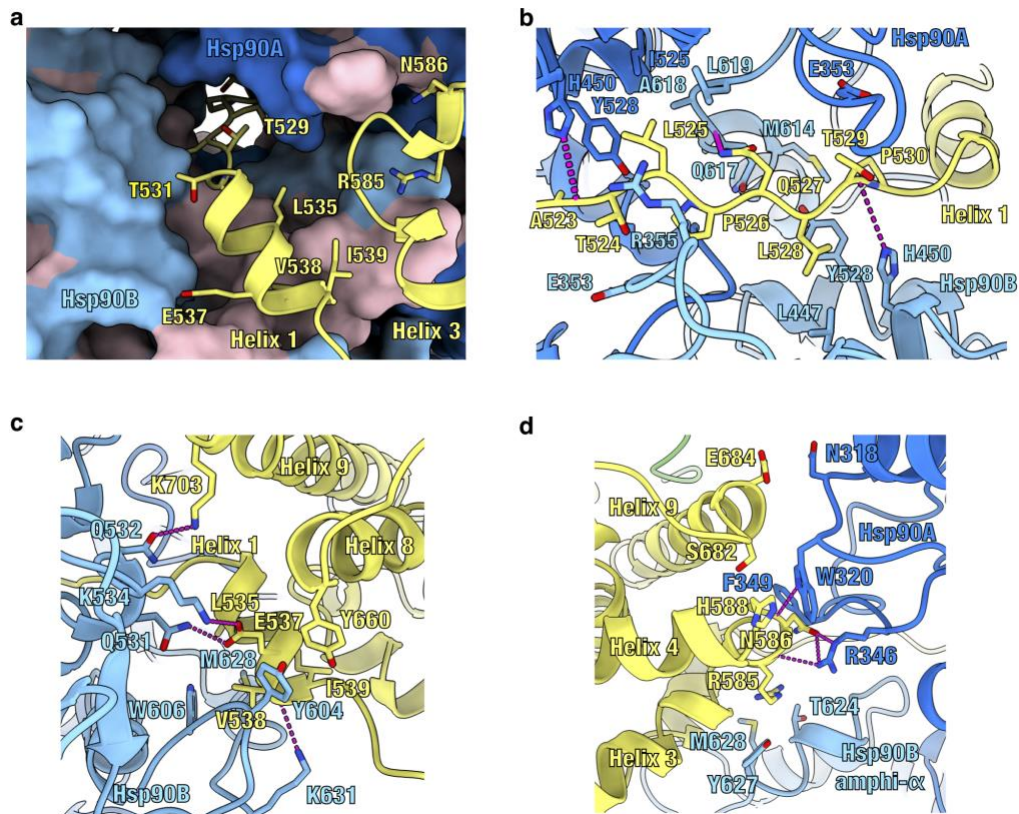 a
Hsp90A
N586
T529
T531
R585
L535
I539
V538
Hsp90B
E537
Helix 1
Helix 3
b
Hsp90A
I525
L619
H450
A618
E353
Y528
L525
M614
T529
P530
Q617
Q527
Helix 1
A523
P526
T524
R355
L528
H450
Y528
E353
Hsp90B
L447
c
Helix 9
K703
Q532
Helix 1
Helix 8
K534
L535
E537
Y660
Q531
M628
I539
W606
V538
Y604
Hsp90B
K631
d
E684
N318
Helix 9
Hsp90A
S682
F349
W320
H588
N586
Helix 4
R346
R585
T624
M628
Hsp90B
Helix 3
Y627
amphi-α